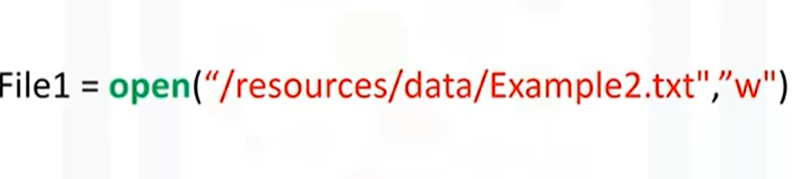 File1 = open(“/resources/data/Example2.txt",”w")